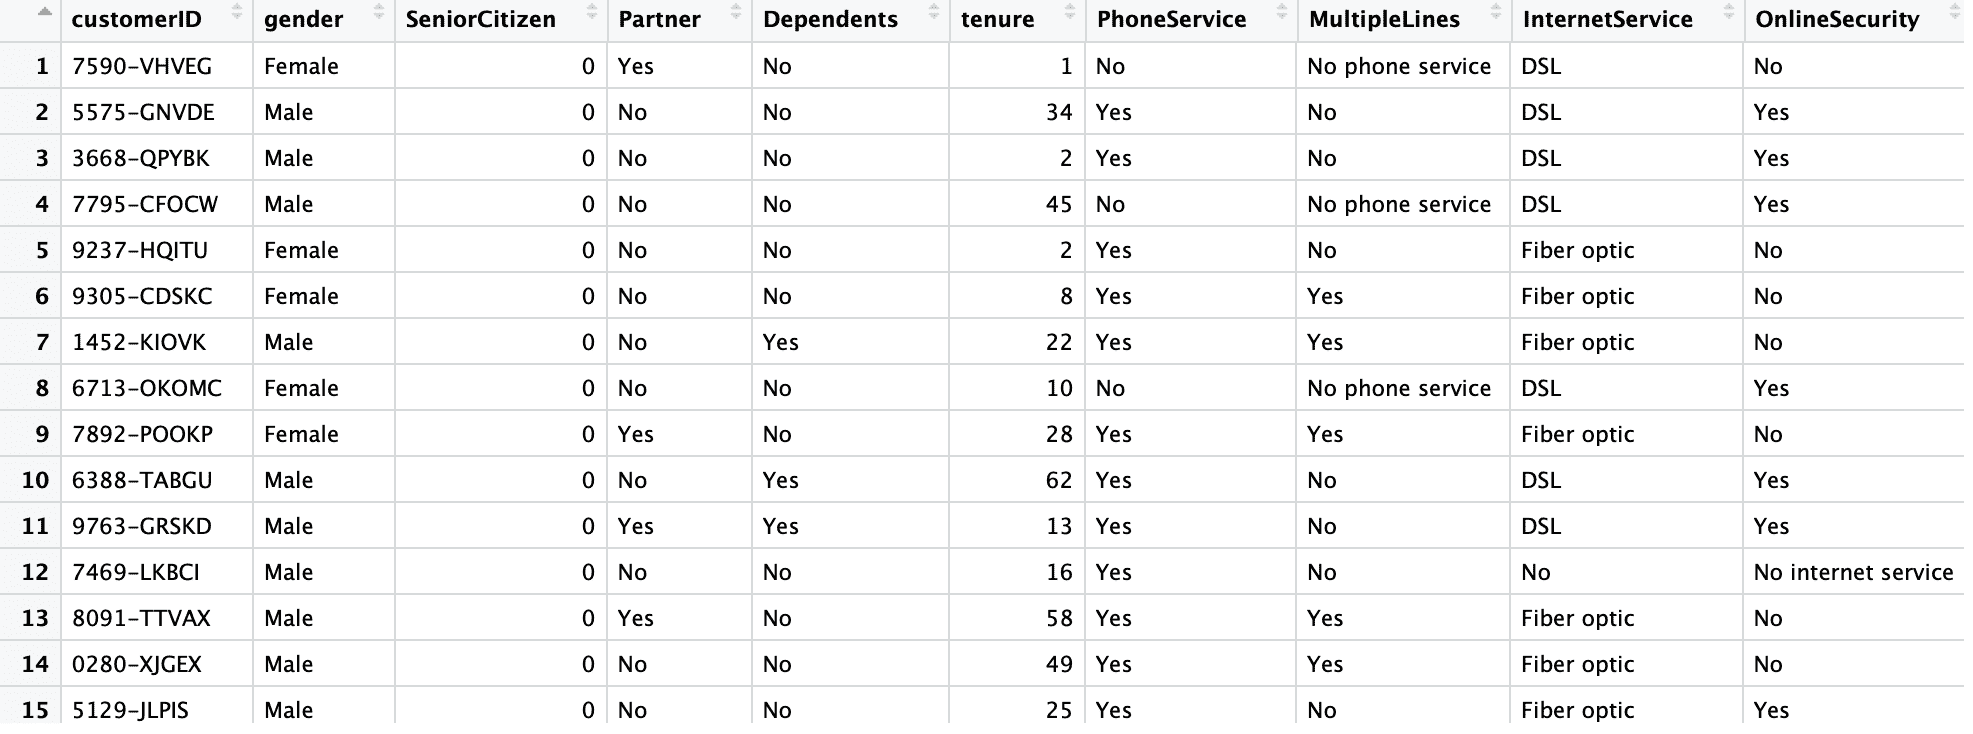 customerID gender SeniorCitizen Partner Dependents tenure PhoneService MultipleLines InternetService OnlineSecurity
1 7590-VHVEG Female 0 Yes No 1 No No phone service DSL No
2 5575-GNVDE Male 0 No No 34 Yes No DSL Yes
3 3668-QPYBK Male 0 No No 2 Yes No DSL Yes
4 7795-CFOCW Male 0 No No 45 No No phone service DSL Yes
5 9237-HQITU Female 0 No No 2 Yes No Fiber optic No
6 9305-CDSKC Female 0 No No 8 Yes Yes Fiber optic No
7 1452-KIOVK Male 0 No Yes 22 Yes Yes Fiber optic No
8 6713-OKOMC Female 0 No No 10 No No phone service DSL Yes
9 7892-POOKP Female 0 Yes No 28 Yes Yes Fiber optic No
10 6388-TABGU Male 0 No Yes 62 Yes No DSL Yes
11 9763-GRSKD Male 0 Yes Yes 13 Yes No DSL Yes
12 7469-LKBCI Male 0 No No 16 Yes No No No internet service
13 8091-TTVAX Male 0 Yes No 58 Yes Yes Fiber optic No
14 0280-XJGEX Male 0 No No 49 Yes Yes Fiber optic No
15 5129-JLPIS Male 0 No No 25 Yes No Fiber optic Yes